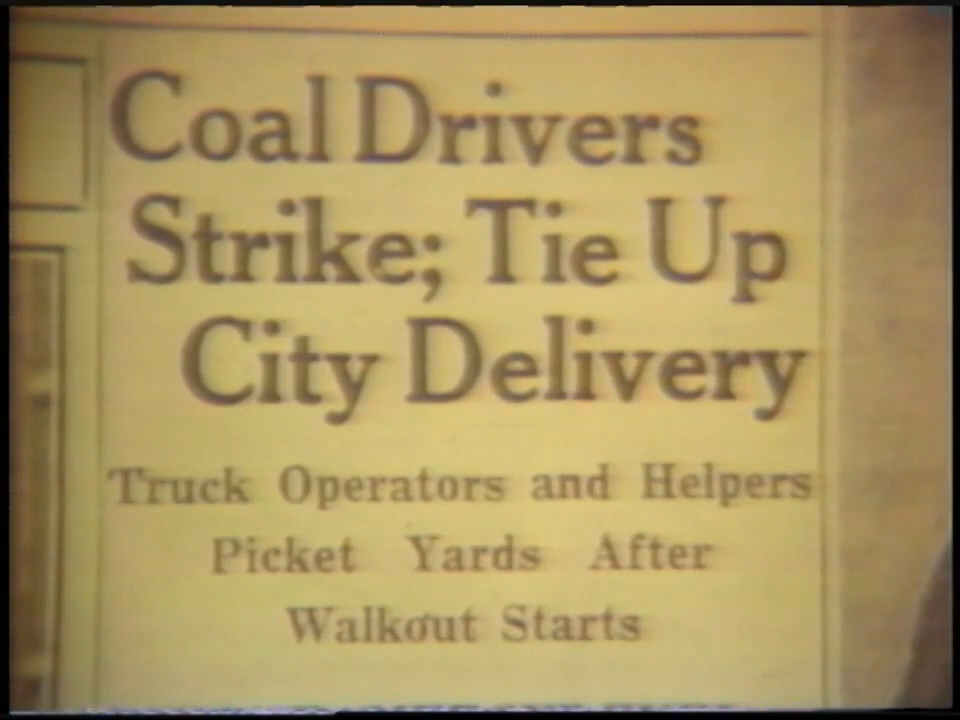 Coal Drivers
Strike; Tie Up
City Delivery
Truck Operators and Helpers
Picket Yards After
Walkout Starts